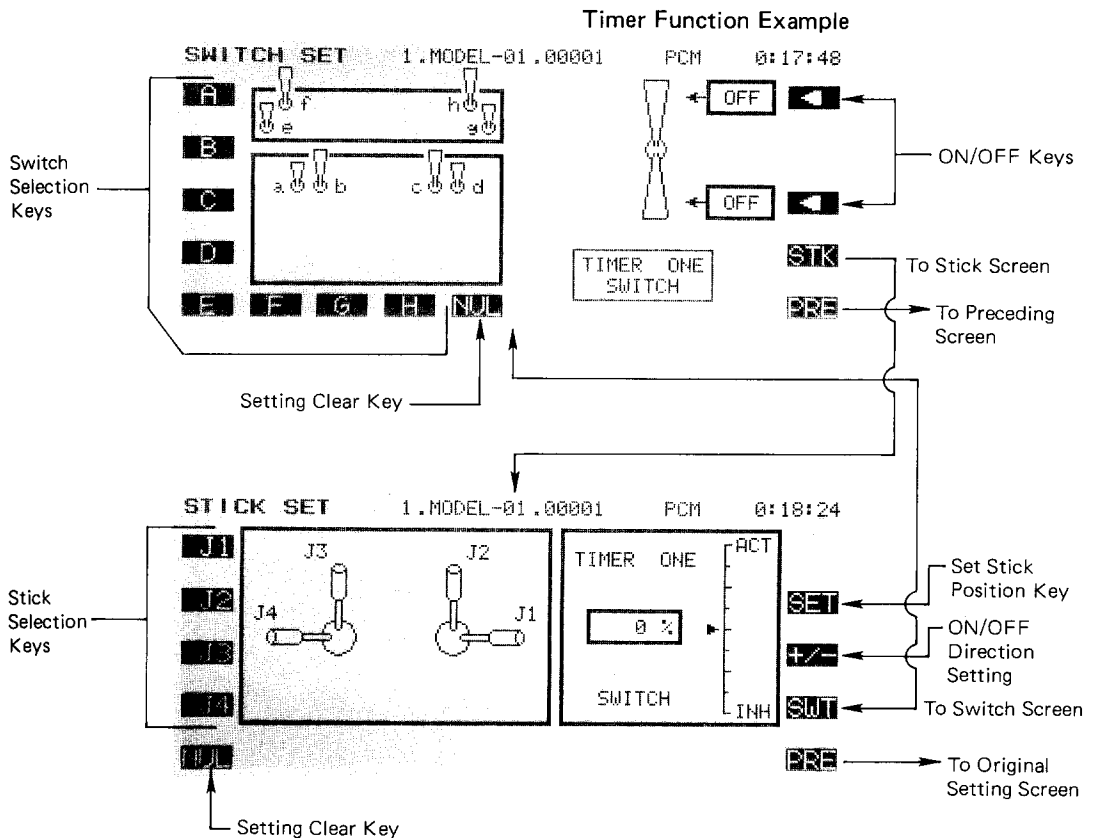 Timer Function Example
SWITCH SET 1.MODEL-01.00001 PCM 0:17:48
A
f
h
OFF
e
g
B
ON/OFF Keys
Switch
Selection
Keys
a b c d
C
OFF
D
TIMER ONE
SWITCH
STK
To Stick Screen
E F G H NUL
PRE
To Preceding
Screen
Setting Clear Key
STICK SET 1.MODEL-01.00001 PCM 0:18:24
J1
J3
J2
TIMER ONE
ACT
Set Stick
Position Key
Stick
Selection
Keys
J2
J4
J1
0 %
SET
J3
+/-
ON/OFF
Direction
Setting
J4
SWITCH
INH
SWT
To Switch Screen
NUL
PRE
To Original
Setting Screen
Setting Clear Key